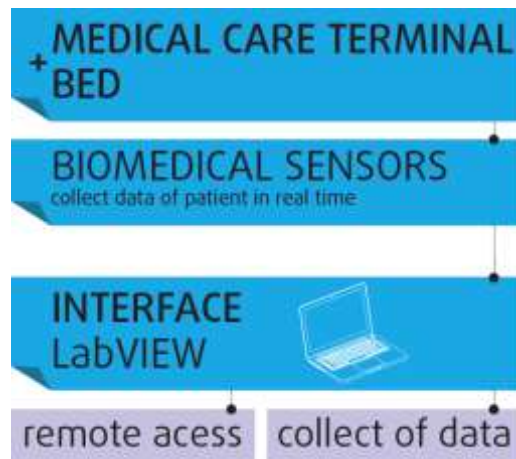 + MEDICAL CARE TERMINAL
BED
BIOMEDICAL SENSORS
collect data of patient in real time
INTERFACE
LabVIEW
remote acess
collect of data